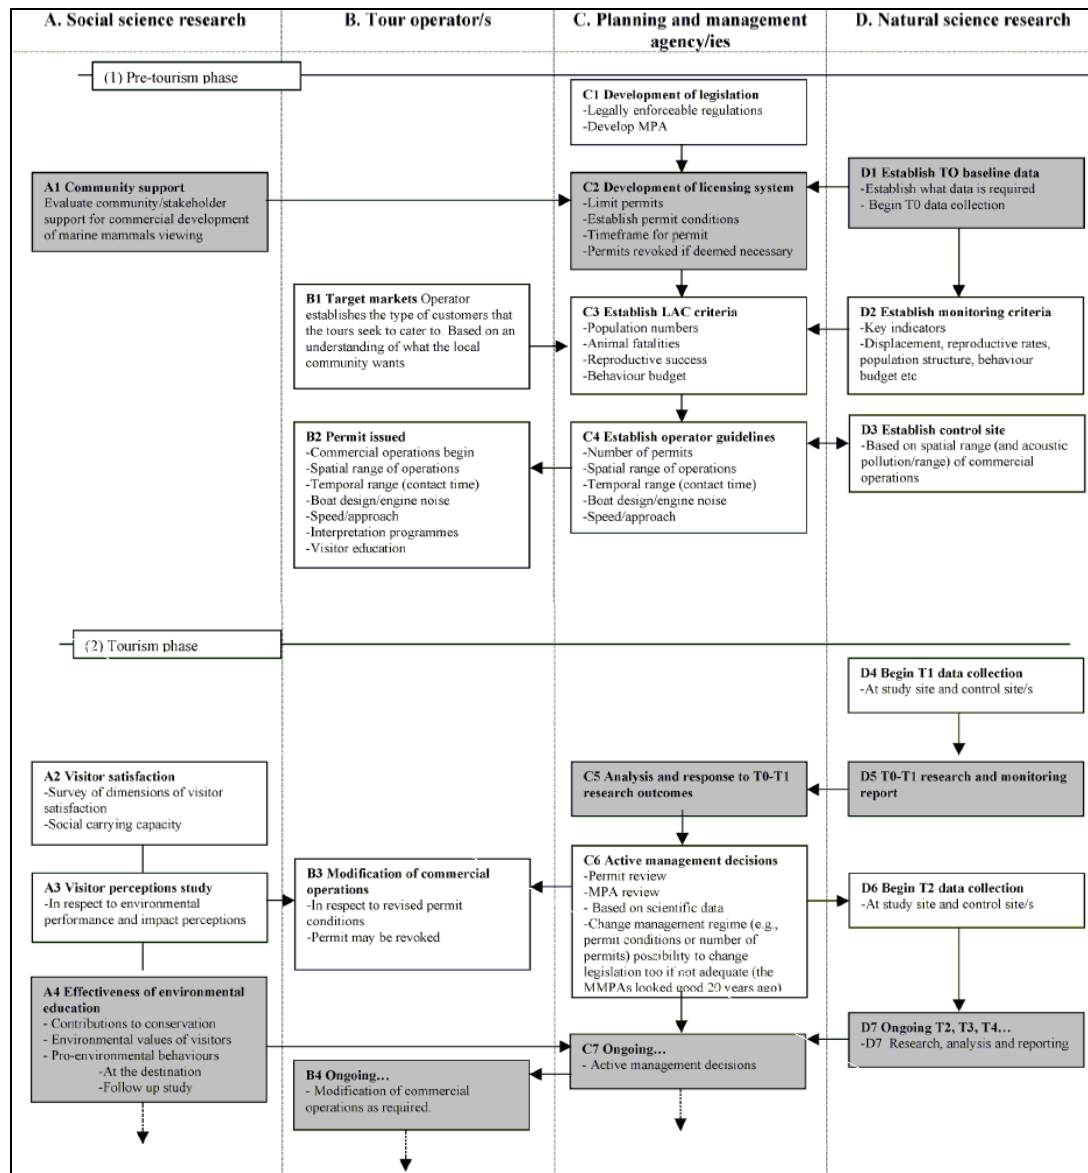 A. Social science research
B. Tour operator/s
C. Planning and management
agency/ies
D. Natural science research
(1) Pre-tourism phase
C1 Development of legislation
-Legally enforceable regulations
-Develop MPA
A1 Community support
Evaluate community/stakeholder
support for commercial development
of marine mammals viewing
C2 Development of licensing system
-Limit permits
-Establish permit conditions
-Timeframe for permit
-Permits revoked if deemed necessary
D1 Establish TO baseline data
-Establish what data is required
- Begin T0 data collection
B1 Target markets Operator
establishes the type of customers that
the tours seek to cater to. Based on an
understanding of what the local
community wants
C3 Establish LAC criteria
-Population numbers
-Animal fatalities
-Reproductive success
-Behaviour budget
D2 Establish monitoring criteria
-Key indicators
-Displacement, reproductive rates,
population structure, behaviour
budget etc
B2 Permit issued
-Commercial operations begin
-Spatial range of operations
-Temporal range (contact time)
-Boat design/engine noise
-Speed/approach
-Interpretation programmes
-Visitor education
C4 Establish operator guidelines
-Number of permits
-Spatial range of operations
-Temporal range (contact time)
-Boat design/engine noise
-Speed/approach
D3 Establish control site
-Based on spatial range (and acoustic
pollution/range) of commercial
operations
(2) Tourism phase
D4 Begin T1 data collection
-At study site and control site/s
A2 Visitor satisfaction
-Survey of dimensions of visitor
satisfaction
-Social carrying capacity
C5 Analysis and response to T0-T1
research outcomes
D5 T0-T1 research and monitoring
report
A3 Visitor perceptions study
-In respect to environmental
performance and impact perceptions
B3 Modification of commercial
operations
-In respect to revised permit
conditions
-Permit may be revoked
C6 Active management decisions
-Permit review
-MPA review
- Based on scientific data
-Change management regime (e.g.,
permit conditions or number of
permits) possibility to change
legislation too if not adequate (the
MMPAs looked good 20 years ago)
D6 Begin T2 data collection
-At study site and control site/s
A4 Effectiveness of environmental
education
- Contributions to conservation
- Environmental values of visitors
- Pro-environmental behaviours
-At the destination
-Follow up study
B4 Ongoing…
- Modification of commercial
operations as required.
C7 Ongoing…
- Active management decisions
D7 Ongoing T2, T3, T4…
–D7 Research, analysis and reporting